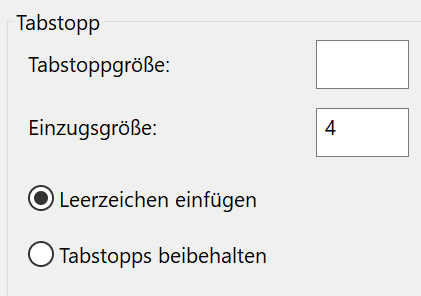 Tabstopp
Tabstoppgröße:
Einzugsgröße: 4
Leerzeichen einfügen
Tabstopps beibehalten